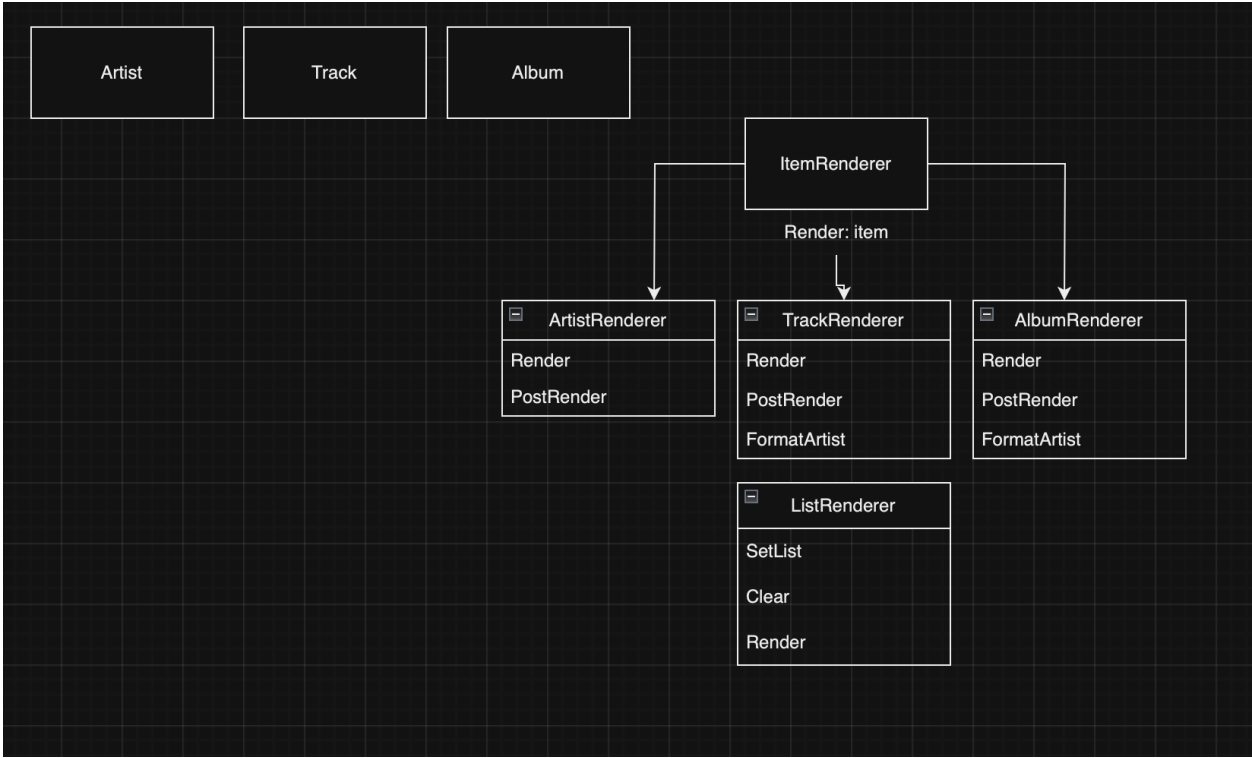 Artist
Track
Album
ItemRenderer
Render: item
ArtistRenderer
Render
PostRender
TrackRenderer
Render
PostRender
FormatArtist
AlbumRenderer
Render
PostRender
FormatArtist
ListRenderer
SetList
Clear
Render